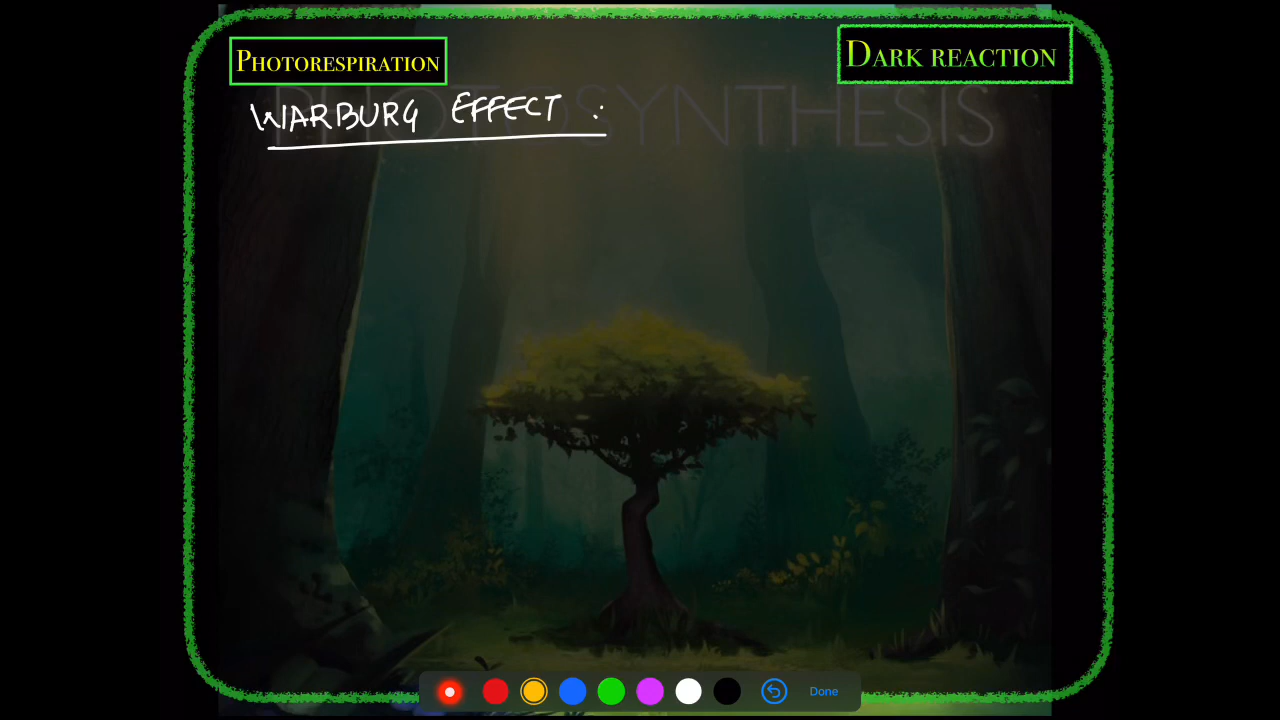 PHOTORESPIRATION
DARK REACTION
WARBURG EFFECT :
PHOTOSYNTHESIS
Done